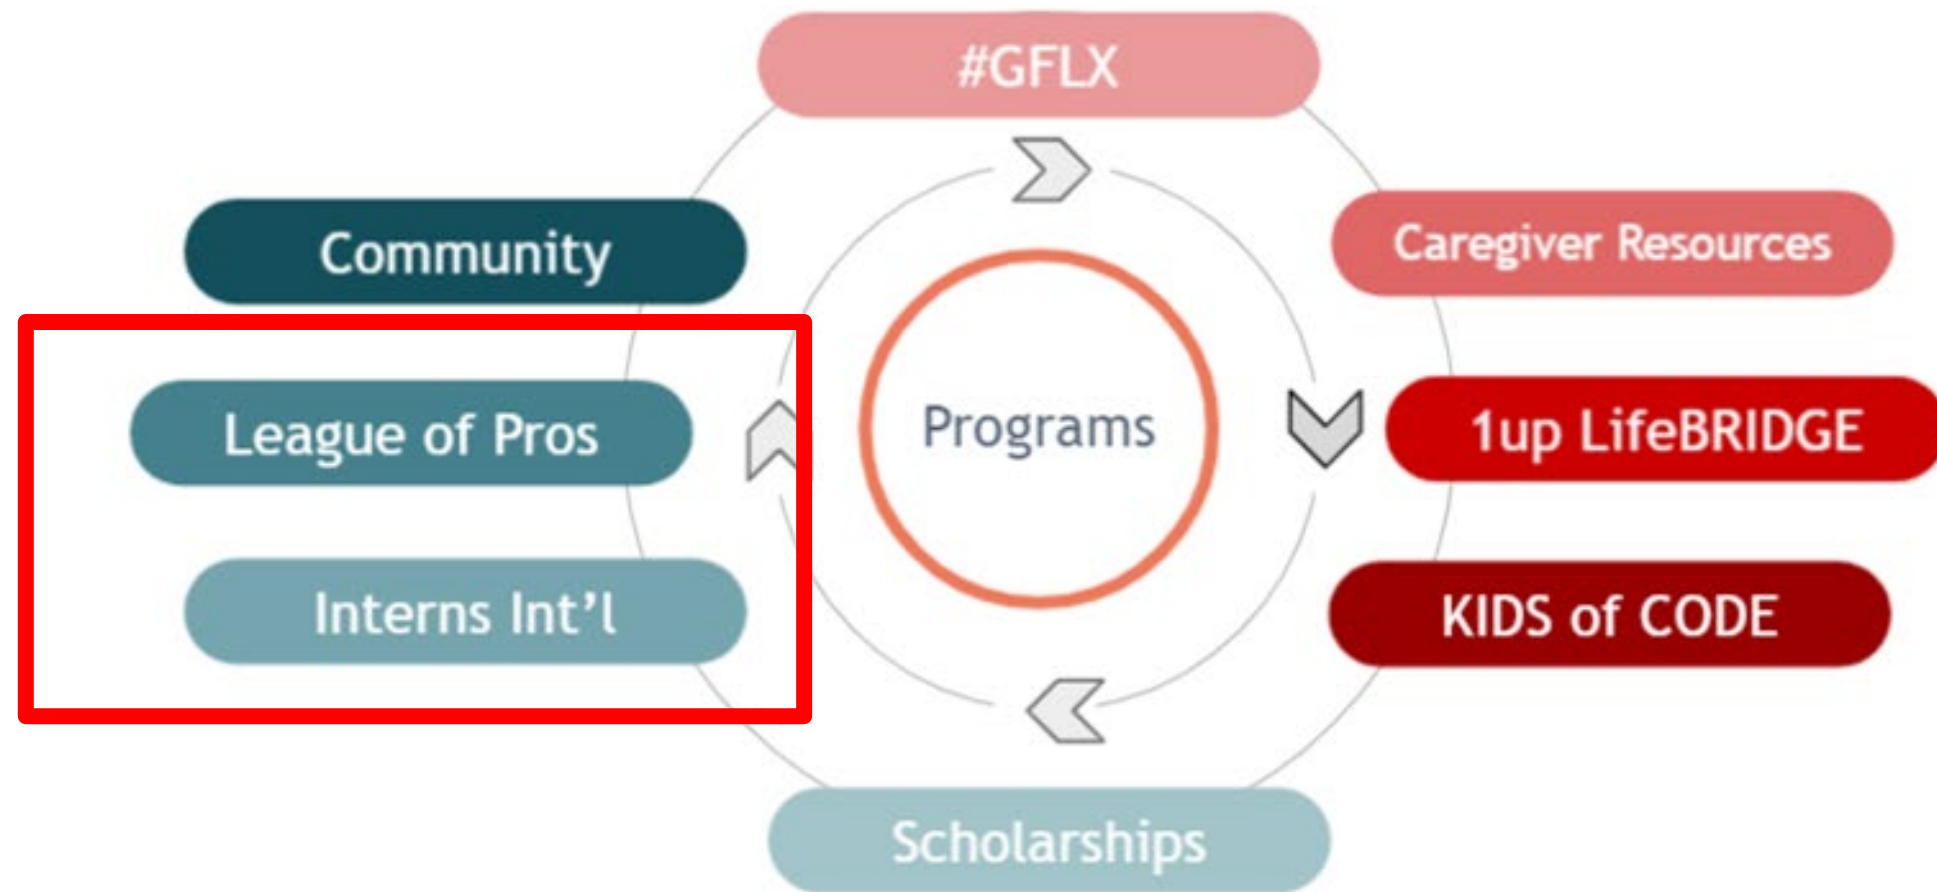 #GFLX
Community
Caregiver Resources
League of Pros
Programs
1up LifeBRIDGE
Interns Int’l
KIDS of CODE
Scholarships